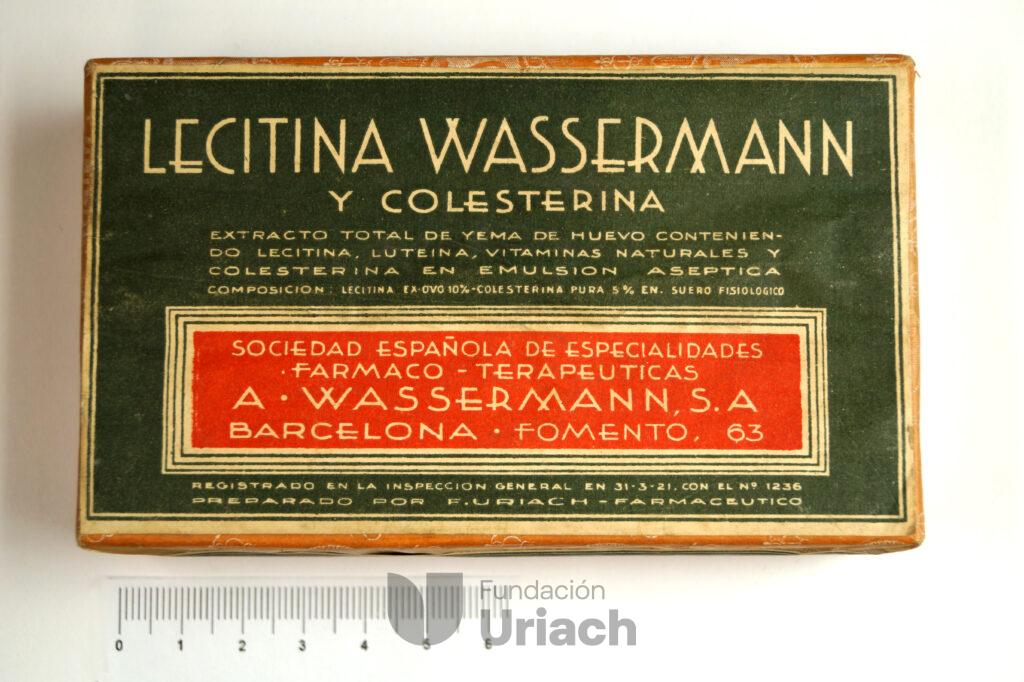 LECITINA WASSERMANN
Y COLESTERINA
EXTRACTO TOTAL DE YEMA DE HUEVO CONTENIEN-
DO LECITINA, LUTEINA, VITAMINAS NATURALES Y
COLESTERINA EN EMULSION ASEPTICA
COMPOSICION: LECITINA EX-OVO 10%-COLESTERINA PURA 5% EN. SUERO FISIOLOGICO
SOCIEDAD ESPAÑOLA DE ESPECIALIDADES
·FARMACO-TERAPEUTICAS
A·WASSERMANN, S.A
BARCELONA·FOMENTO, 63
REGISTRADO EN LA INSPECCIÓN GENERAL EN 31-3-21. CON EL Nº 1236
PREPARADO POR F. URIACH-FARMACEUTICO
0 1 2 3 4 5 6
Fundación
Uriach